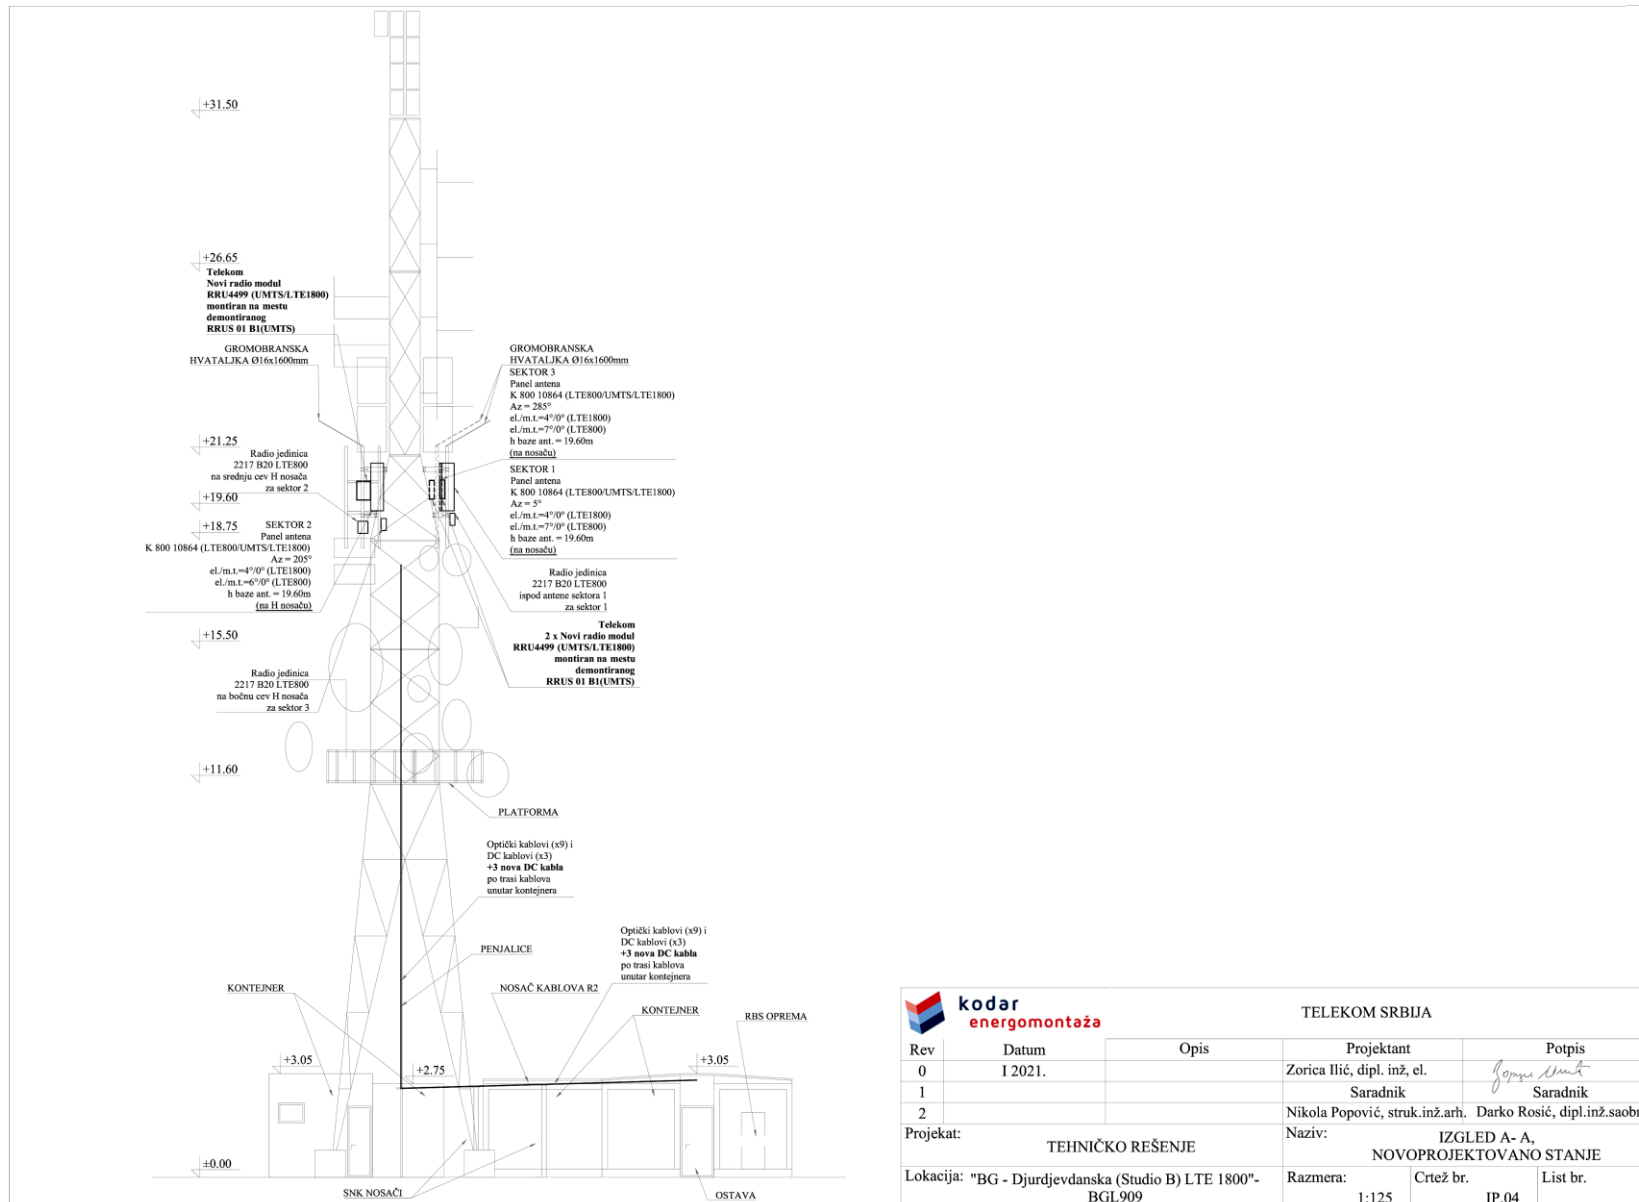 +31.50
+26.65
Telekom
Novi radio modul
RRU4499 (UMTS/LTE1800)
montiran na mestu
demontiranog
RRUS 01 B1(UMTS)
GROMOBRANSKA
HVATALJKA Ø16x1600mm
GROMOBRANSKA
HVATALJKA Ø16x1600mm
SEKTOR 3
Panel antena
K 800 10864 (LTE800/UMTS/LTE1800)
Az = 285°
el./m.t.=4°/0° (LTE1800)
el./m.t.=7°/0° (LTE800)
h baze ant. = 19.60m
(na nosaču)
+21.25
Radio jedinica
2217 B20 LTE800
na srednju cev H nosača
za sektor 2
+19.60
SEKTOR 1
Panel antena
K 800 10864 (LTE800/UMTS/LTE1800)
Az = 5°
el./m.t.=4°/0° (LTE1800)
el./m.t.=7°/0° (LTE800)
h baze ant. = 19.60m
(na nosaču)
+18.75
SEKTOR 2
Panel antena
K 800 10864 (LTE800/UMTS/LTE1800)
Az = 205°
el./m.t.=4°/0° (LTE1800)
el./m.t.=6°/0° (LTE800)
h baze ant. = 19.60m
(na H nosaču)
Radio jedinica
2217 B20 LTE800
ispod antene sektora 1
za sektor 1
Telekom
2 x Novi radio modul
RRU4499 (UMTS/LTE1800)
montiran na mestu
demontiranog
RRUS 01 B1(UMTS)
+15.50
Radio jedinica
2217 B20 LTE800
na bočnu cev H nosača
za sektor 3
+11.60
PLATFORMA
Optički kablovi (x9) i
DC kablovi (x3)
+3 nova DC kabla
po trasi kablova
unutar kontejnera
Optički kablovi (x9) i
DC kablovi (x3)
+3 nova DC kabla
po trasi kablova
unutar kontejnera
PENJALICE
KONTEJNER
NOSAČ KABLOVA R2
KONTEJNER
RBS OPREMA
+3.05
+2.75
+3.05
±0.00
SNK NOSAČI
OSTAVA
kodar
energomontaža
TELEKOM SRBIJA
Rev Datum Opis Projektant Potpis
0 I 2021. Zorica Ilić, dipl. inž, el.
1 Saradnik Saradnik
2 Nikola Popović, struk.inž.arh. Darko Rosić, dipl.inž.saobr
Projekat: TEHNIČKO REŠENJE
Naziv: IZGLED A- A,
NOVOPROJEKTOVANO STANJE
Lokacija: "BG - Djurdjevdanska (Studio B) LTE 1800"-
BGL909
Razmera: Crtež br. List br.
1:125 IP.04